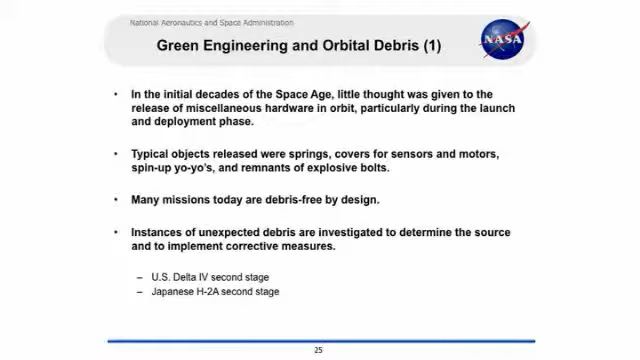 National Aeronautics and Space Administration
Green Engineering and Orbital Debris (1)
NASA
• In the initial decades of the Space Age, little thought was given to the
release of miscellaneous hardware in orbit, particularly during the launch
and deployment phase.
• Typical objects released were springs, covers for sensors and motors,
spin-up yo-yo's, and remnants of explosive bolts.
• Many missions today are debris-free by design.
• Instances of unexpected debris are investigated to determine the source
and to implement corrective measures.
– U.S. Delta IV second stage
– Japanese H-2A second stage
25